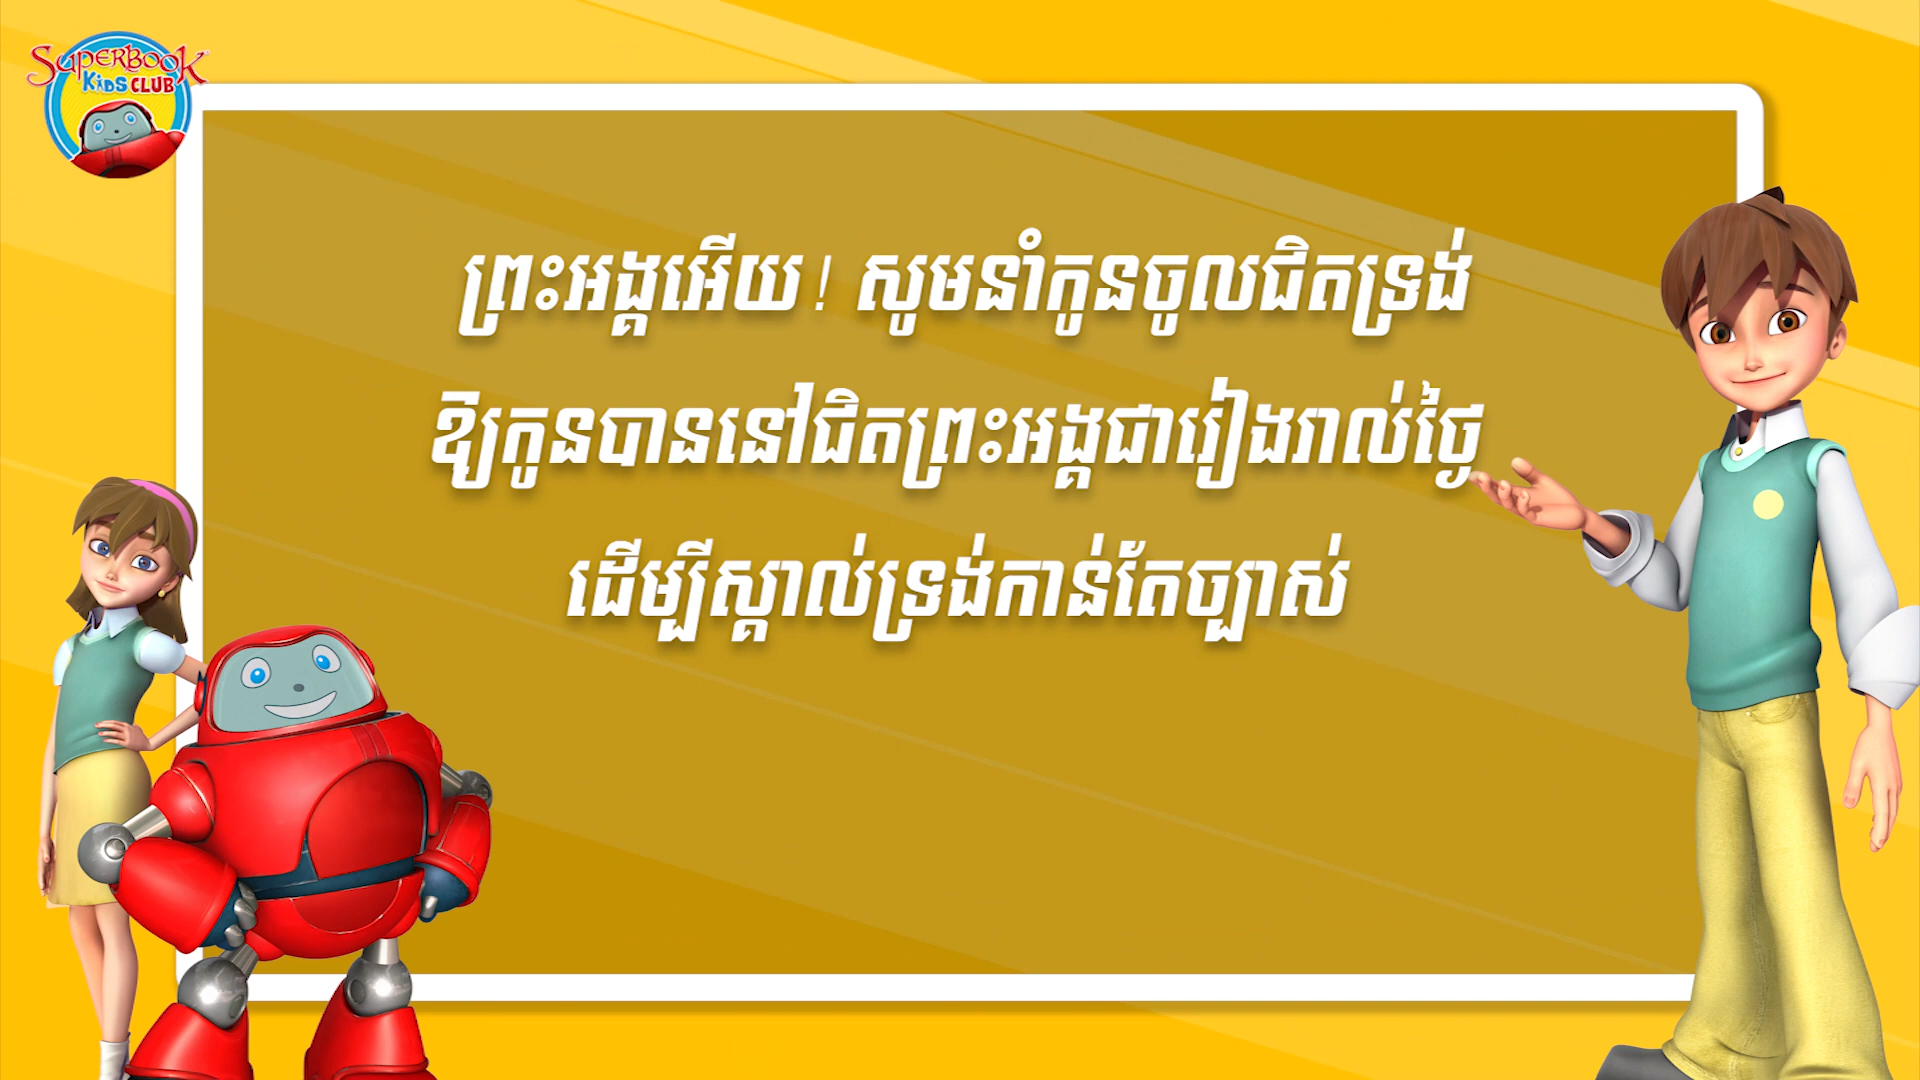 SUPERBOOK
KIDS CLUB
ព្រះអង្គអើយ! សូមនាំកូនចូលជិតទ្រង់
ឱ្យកូនបាននៅជិតព្រះអង្គជារៀងរាល់ថ្ងៃ
ដើម្បីស្គាល់ទ្រង់កាន់តែច្បាស់